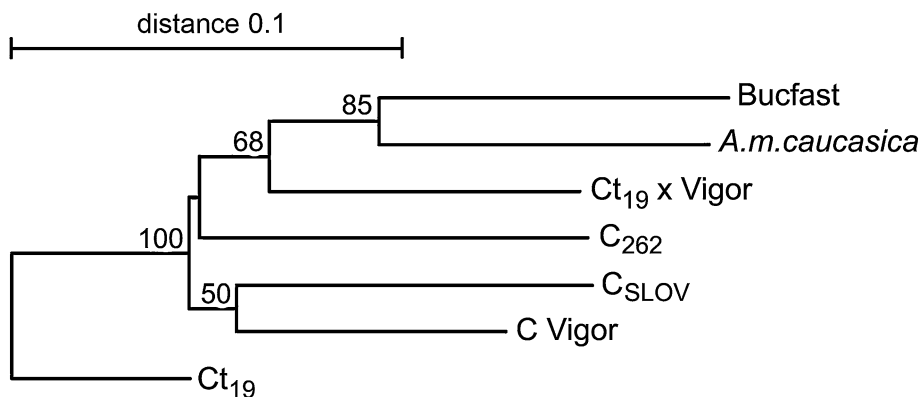 distance 0.1
85
Bucfast
A.m.caucasica
68
Ct19 x Vigor
100
C262
50
CSLOV
C Vigor
Ct19